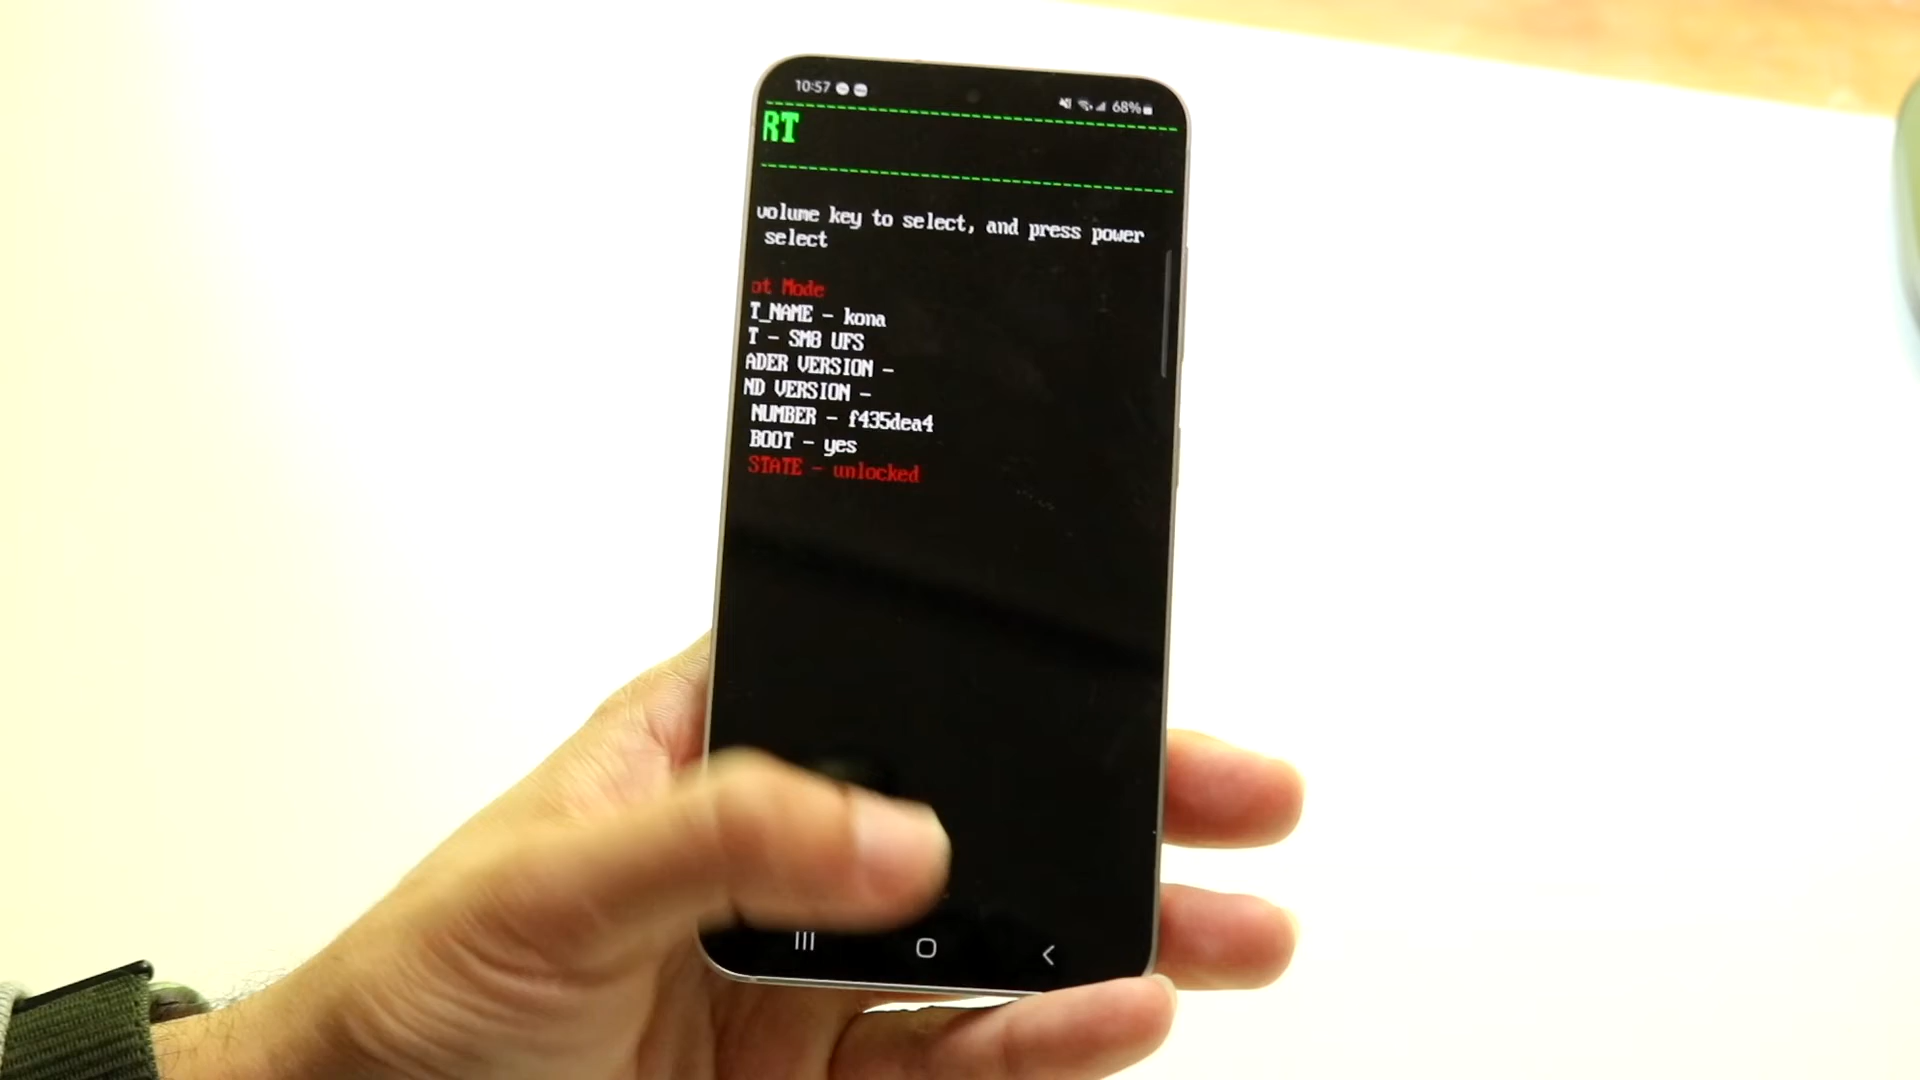 10:57 68%
RT
volume key to select, and press power
select
ot Mode
T_NAME - kona
T - SM8 UFS
ADER VERSION -
ND VERSION -
NUMBER - f435dea4
BOOT - yes
STATE - unlocked